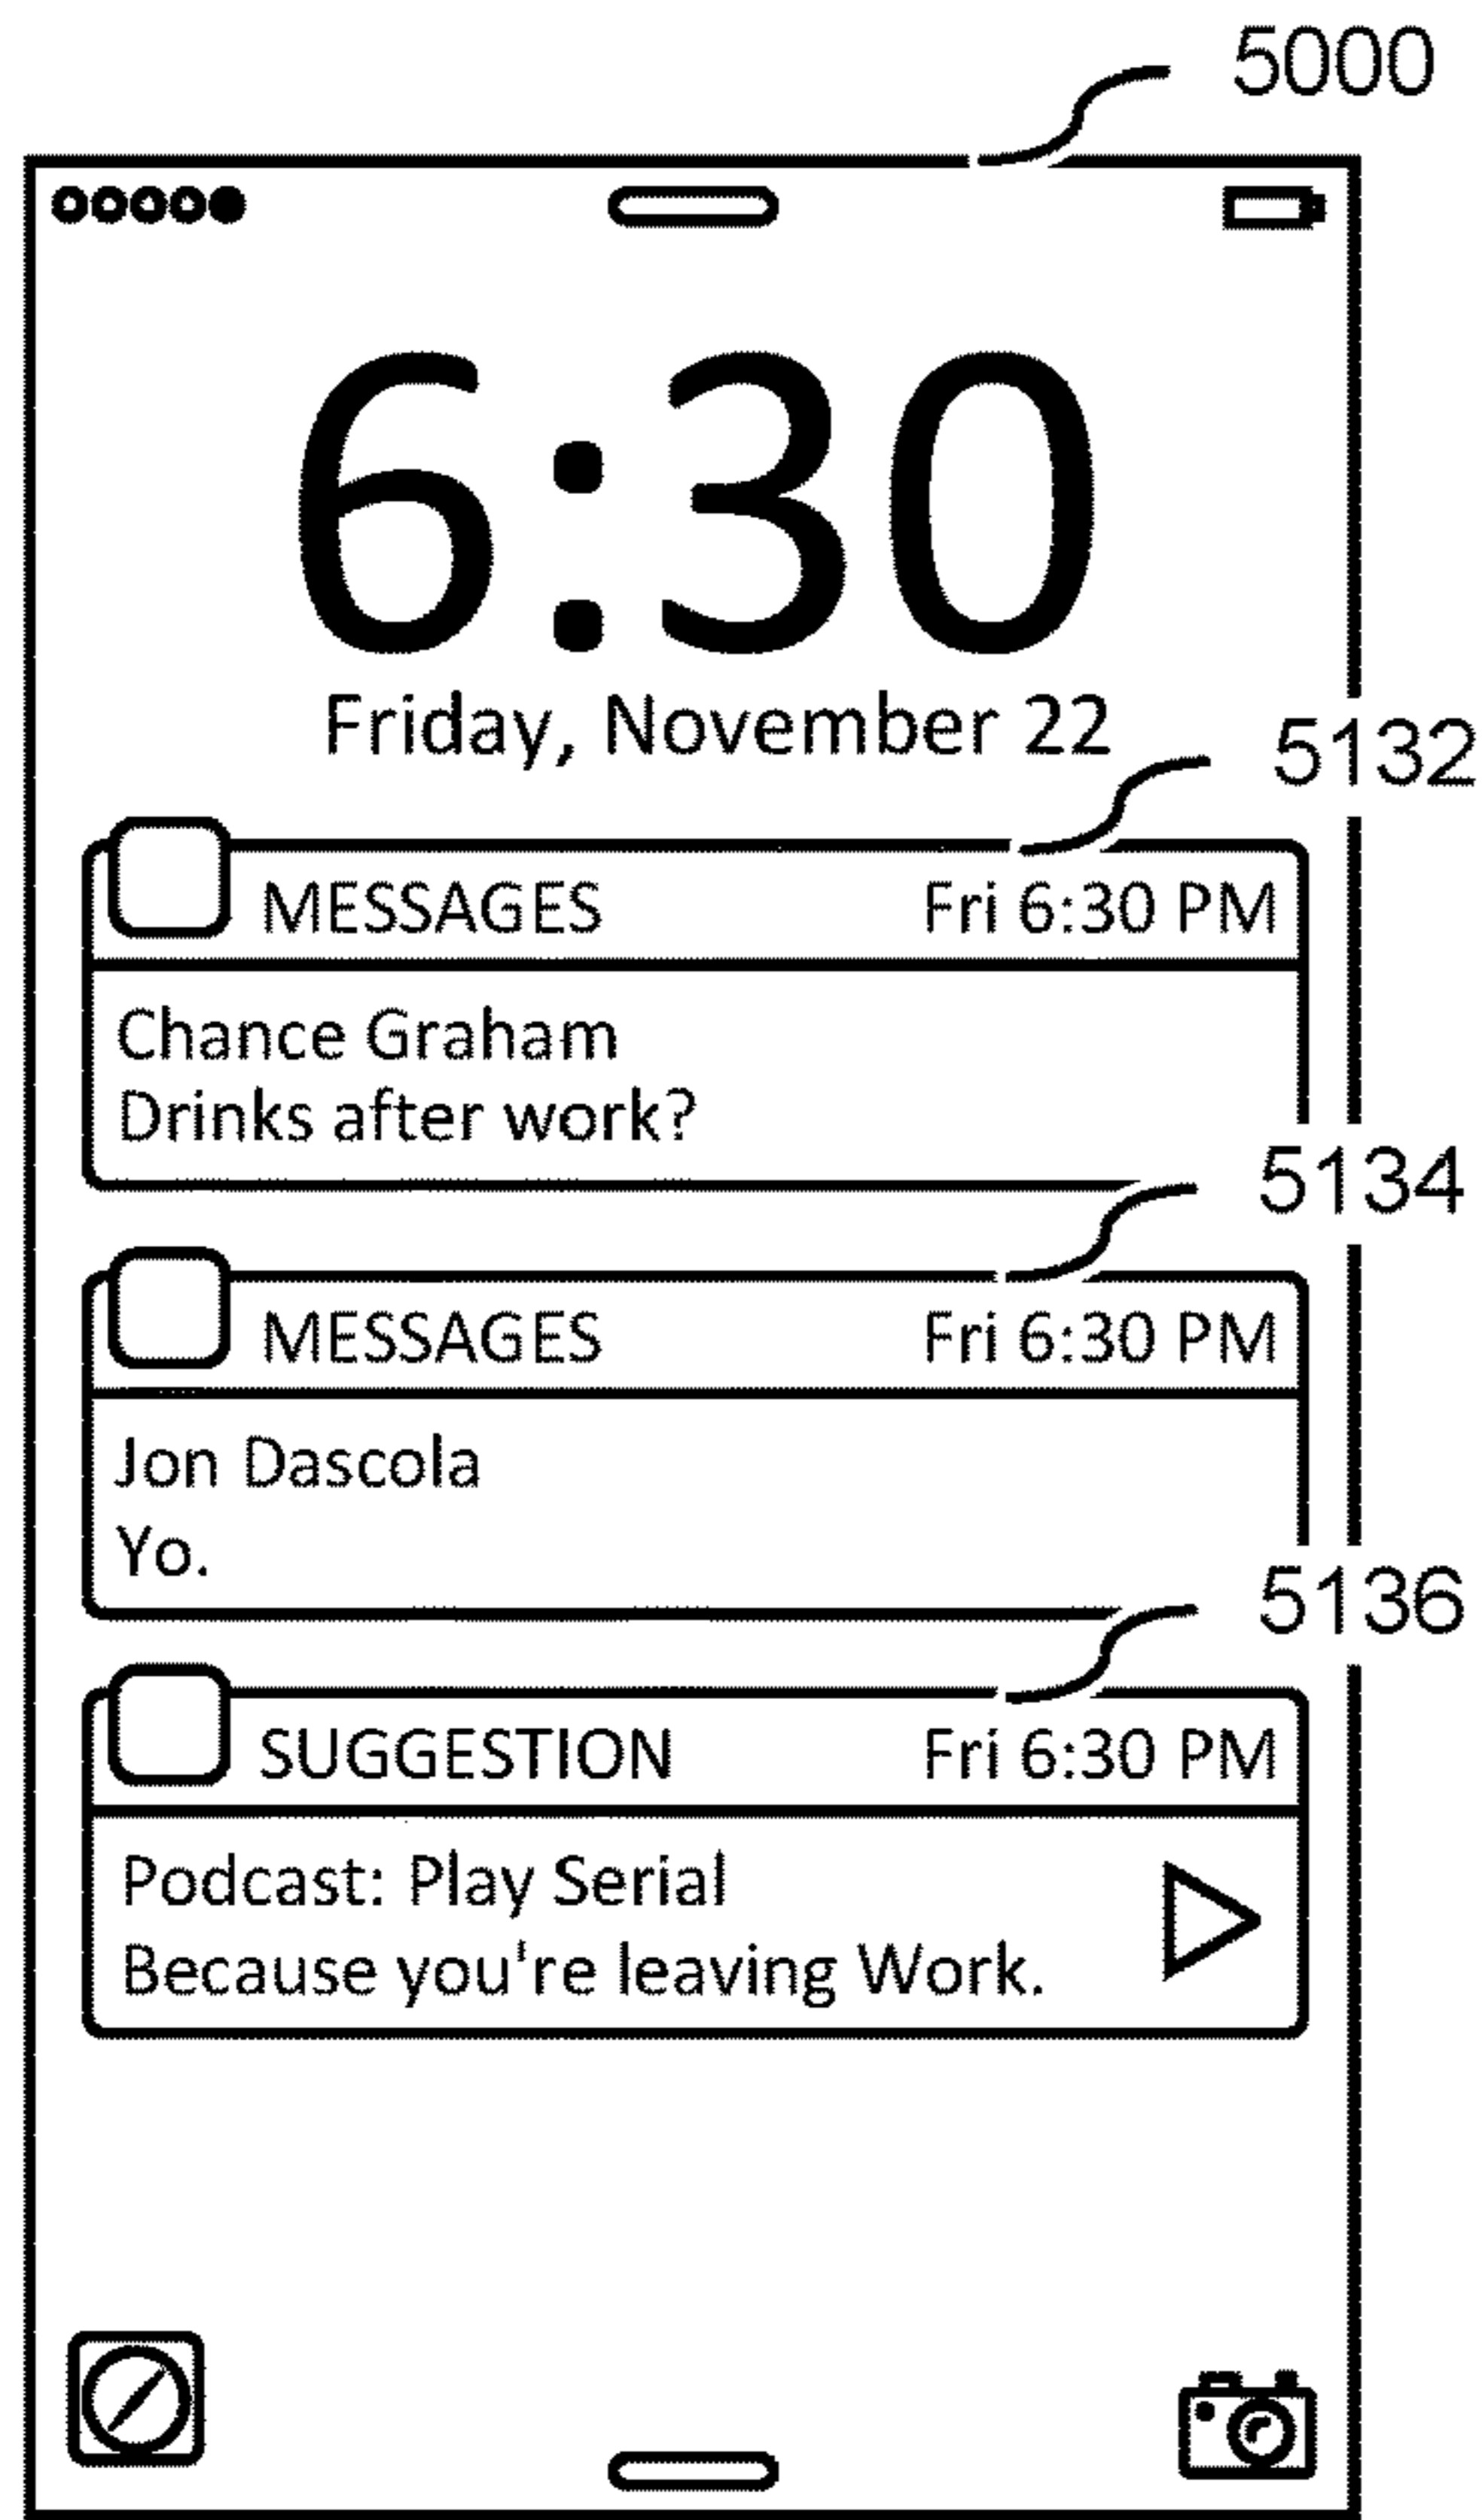 5000
6:30
Friday, November 22
5132
MESSAGES Fri 6:30 PM
Chance Graham
Drinks after work?
5134
MESSAGES Fri 6:30 PM
Jon Dascola
Yo.
5136
SUGGESTION Fri 6:30 PM
Podcast: Play Serial
Because you're leaving Work.